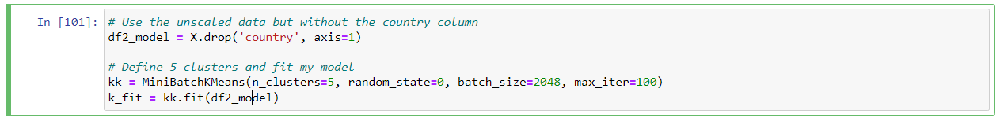 In [101]: # Use the unscaled data but without the country column
df2_model = X.drop('country', axis=1)
# Define 5 clusters and fit my model
kk = MiniBatchKMeans(n_clusters=5, random_state=0, batch_size=2048, max_iter=100)
k_fit = kk.fit(df2_model)